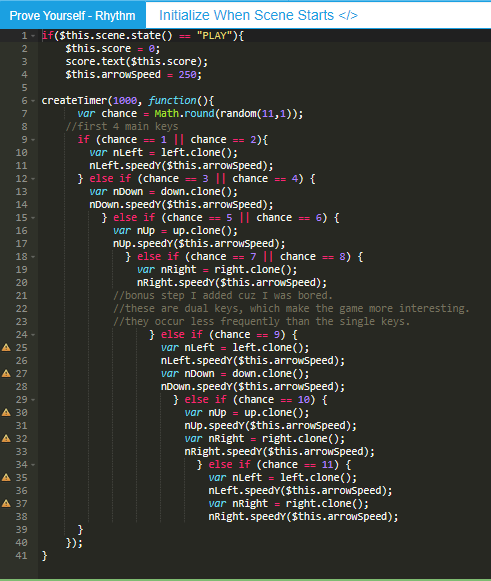 Prove Yourself - Rhythm Initialize When Scene Starts </>
1 if($this.scene.state() == "PLAY"){
2 $this.score = 0;
3 score.text($this.score);
4 $this.arrowSpeed = 250;
5
6 createTimer(1000, function(){
7 var chance = Math.round(random(11,1));
8 //first 4 main keys
9 if (chance == 1 || chance == 2){
10 var nLeft = left.clone();
11 nLeft.speedY($this.arrowSpeed);
12 } else if (chance == 3 || chance == 4) {
13 var nDown = down.clone();
14 nDown.speedY($this.arrowSpeed);
15 } else if (chance == 5 || chance == 6) {
16 var nUp = up.clone();
17 nUp.speedY($this.arrowSpeed);
18 } else if (chance == 7 || chance == 8) {
19 var nRight = right.clone();
20 nRight.speedY($this.arrowSpeed);
21 //bonus step I added cuz I was bored.
22 //these are dual keys, which make the game more interesting.
23 //they occur less frequently than the single keys.
24 } else if (chance == 9) {
25 var nLeft = left.clone();
26 nLeft.speedY($this.arrowSpeed);
27 var nDown = down.clone();
28 nDown.speedY($this.arrowSpeed);
29 } else if (chance == 10) {
30 var nUp = up.clone();
31 nUp.speedY($this.arrowSpeed);
32 var nRight = right.clone();
33 nRight.speedY($this.arrowSpeed);
34 } else if (chance == 11) {
35 var nLeft = left.clone();
36 nLeft.speedY($this.arrowSpeed);
37 var nRight = right.clone();
38 nRight.speedY($this.arrowSpeed);
39 }
40 });
41 }